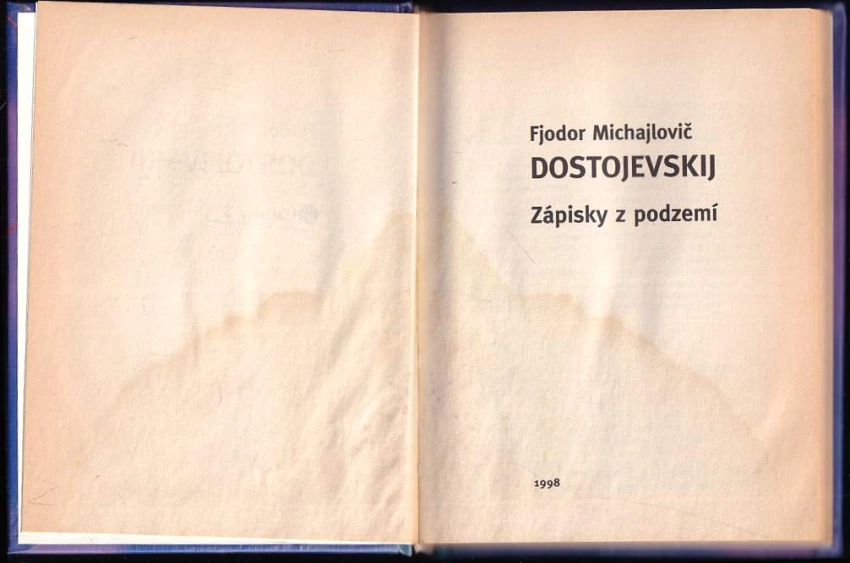 Fjodor Michajlovič
DOSTOJEVSKIJ
Zápisky z podzemí
1998